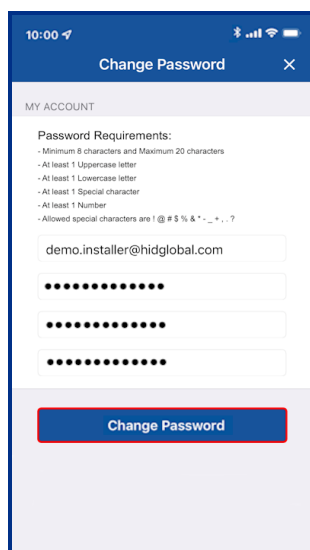 10:00
Change Password ×
MY ACCOUNT
Password Requirements:
- Minimum 8 characters and Maximum 20 characters
- At least 1 Uppercase letter
- At least 1 Lowercase letter
- At least 1 Special character
- At least 1 Number
- Allowed special characters are ! @ # $ % & * - _ + , . ?
demo.installer@hidglobal.com
●●●●●●●●●●●●●
●●●●●●●●●●●●●
●●●●●●●●●●●●●
Change Password